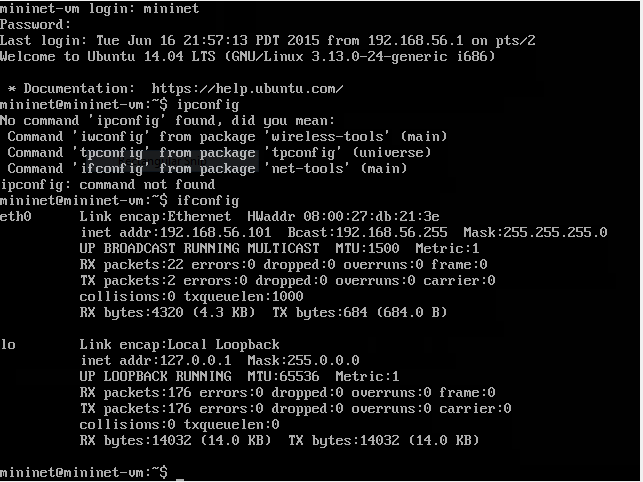 mininet-vm login: mininet
Password:
Last login: Tue Jun 16 21:57:13 PDT 2015 from 192.168.56.1 on pts/2
Welcome to Ubuntu 14.04 LTS (GNU/Linux 3.13.0-24-generic i686)
* Documentation:  https://help.ubuntu.com/
mininet@mininet-vm:~$ ipconfig
No command 'ipconfig' found, did you mean:
Command 'iwconfig' from package 'wireless-tools' (main)
Command 'tpconfig' from package 'tpconfig' (universe)
Command 'ifconfig' from package 'net-tools' (main)
ipconfig: command not found
mininet@mininet-vm:~$ ifconfig
eth0      Link encap:Ethernet  HWaddr 08:00:27:db:21:3e
inet addr:192.168.56.101  Bcast:192.168.56.255  Mask:255.255.255.0
UP BROADCAST RUNNING MULTICAST  MTU:1500  Metric:1
RX packets:22 errors:0 dropped:0 overruns:0 frame:0
TX packets:2 errors:0 dropped:0 overruns:0 carrier:0
collisions:0 txqueuelen:1000
RX bytes:4320 (4.3 KB)  TX bytes:684 (684.0 B)
lo        Link encap:Local Loopback
inet addr:127.0.0.1  Mask:255.0.0.0
UP LOOPBACK RUNNING  MTU:65536  Metric:1
RX packets:176 errors:0 dropped:0 overruns:0 frame:0
TX packets:176 errors:0 dropped:0 overruns:0 carrier:0
collisions:0 txqueuelen:0
RX bytes:14032 (14.0 KB)  TX bytes:14032 (14.0 KB)
mininet@mininet-vm:~$ _